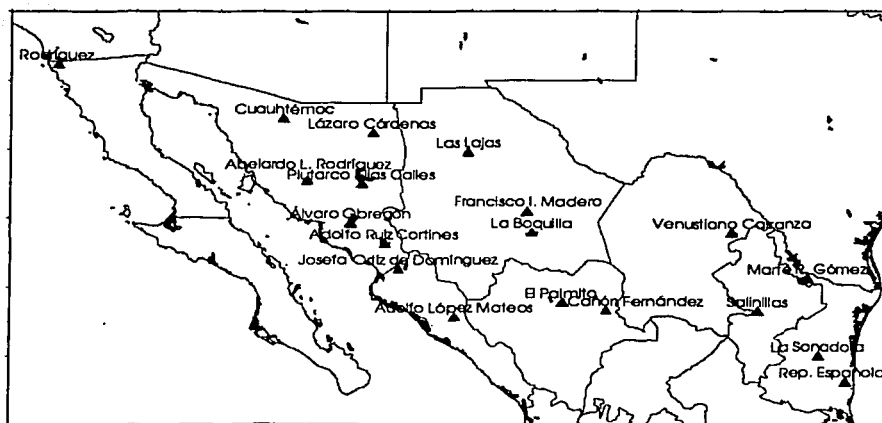 Rodríguez
Cuauhtémoc
Lázaro Cárdenas
Las Lajas
Abelardo L. Rodríguez
Plutarco Elías Calles
Francisco I. Madero
Álvaro Obregón
La Boquilla
Venustiano Carranza
Adolfo Ruiz Cortines
Josefa Ortiz de Domínguez
Marte R. Gómez
El Palmito
Cañón Fernández
Adolfo López Mateos
Salinillas
La Sonadora
Rep. Española